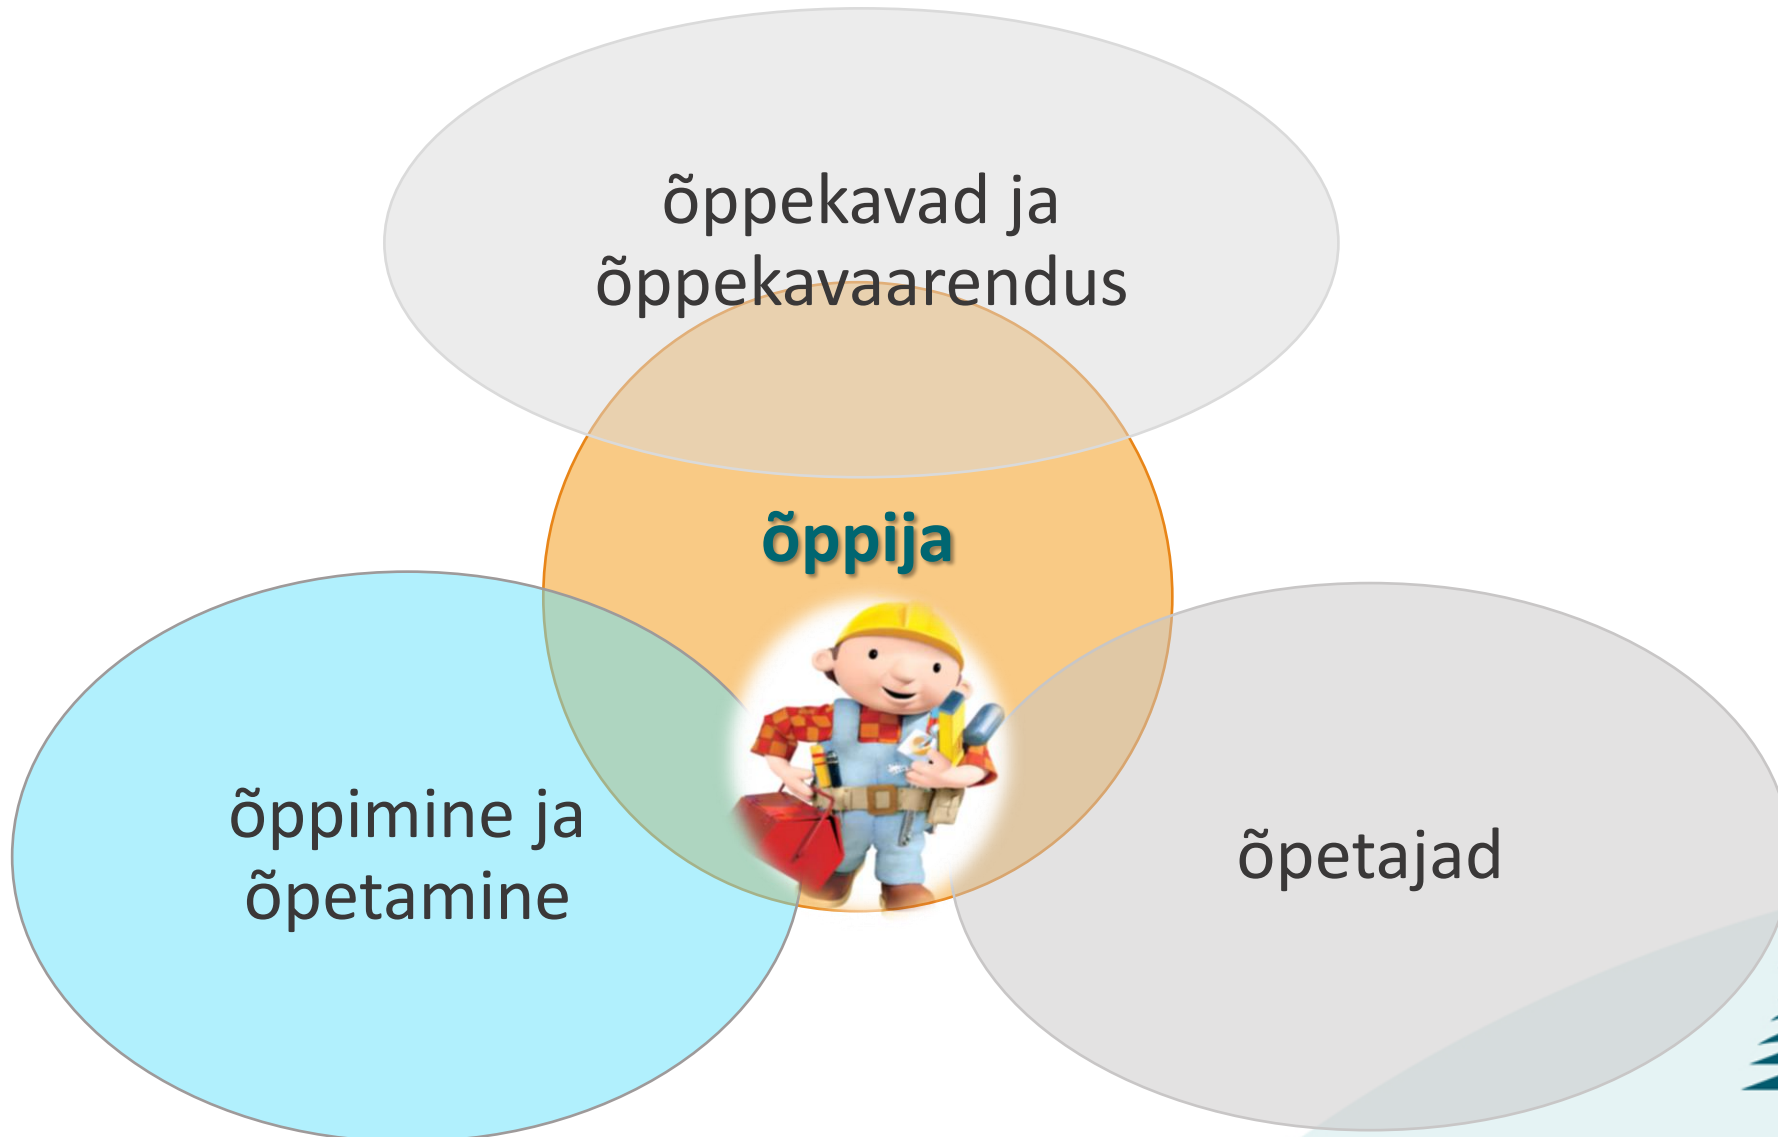 õppekavad ja
õppekavaarendus
õppija
õppimine ja
õpetamine
õpetajad